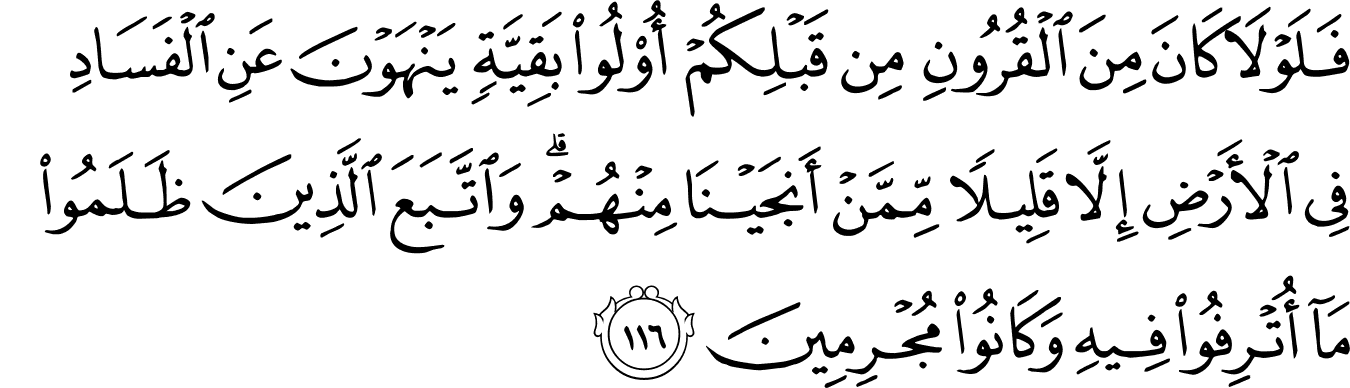 فَلَوْلَا كَانَ مِنَ ٱلْقُرُونِ مِن قَبْلِكُمْ أُو۟لُوا۟ بَقِيَّةٍ يَنْهَوْنَ عَنِ ٱلْفَسَادِ
فِى ٱلْأَرْضِ إِلَّا قَلِيلًا مِّمَّنْ أَنجَيْنَا مِنْهُمْ ۗ وَٱتَّبَعَ ٱلَّذِينَ ظَلَمُوا۟
مَآ أُتْرِفُوا۟ فِيهِ وَكَانُوا۟ مُجْرِمِينَ ١١٦